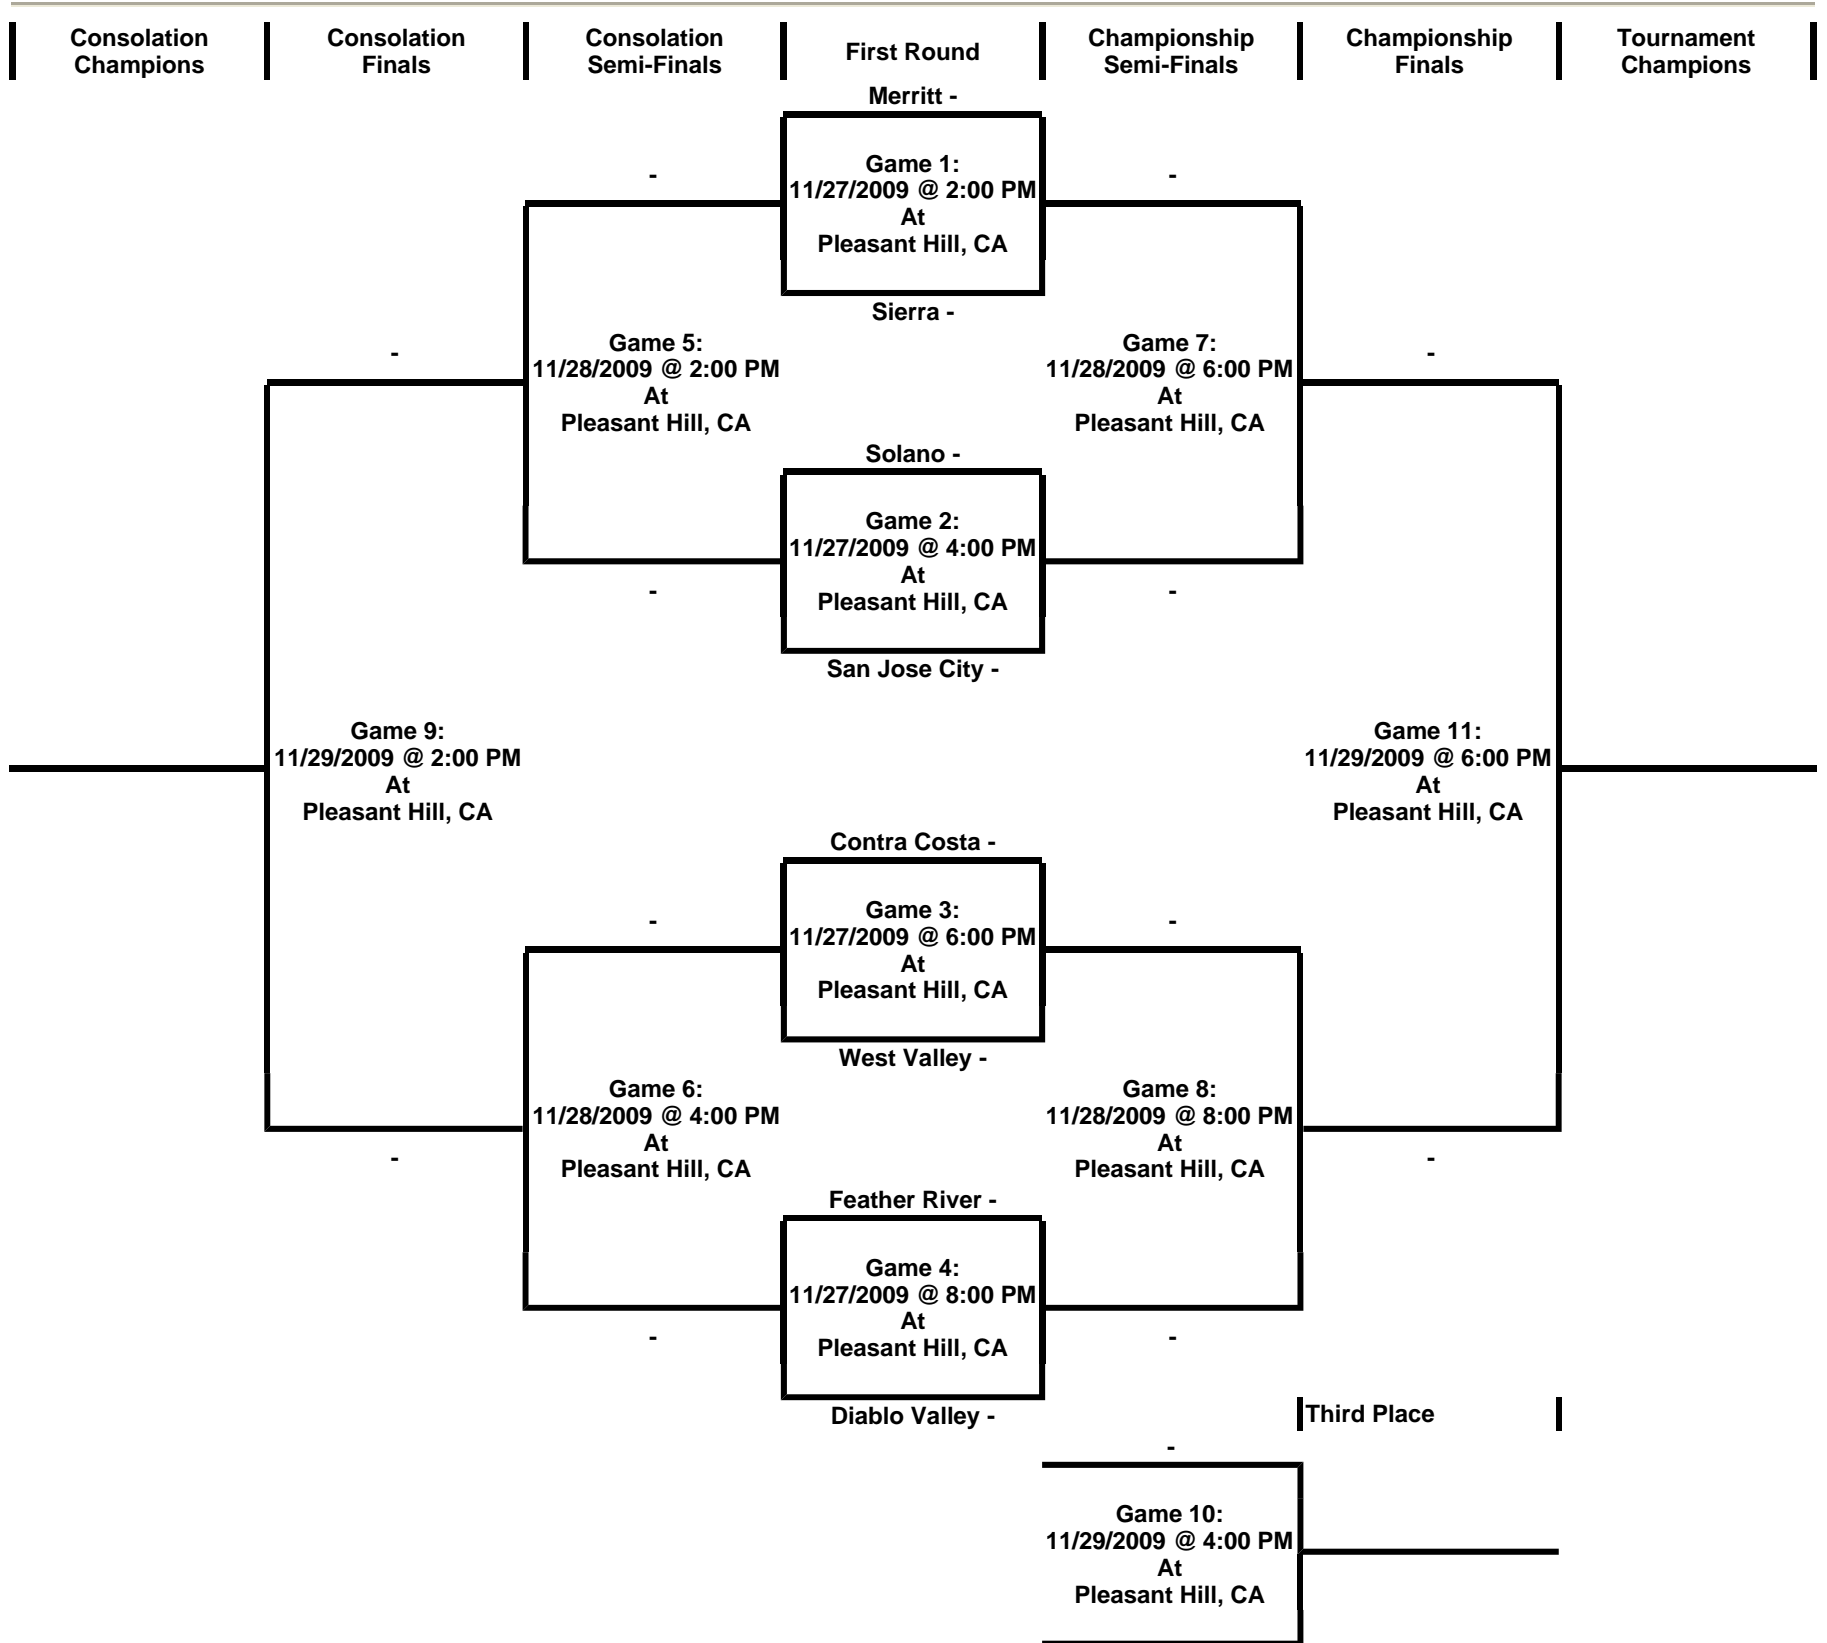 Consolation Champions
Consolation Finals
Consolation Semi-Finals
First Round
Championship Semi-Finals
Championship Finals
Tournament Champions
Merritt -
Game 1:
11/27/2009 @ 2:00 PM
At
Pleasant Hill, CA
-
-
Sierra -
Game 5:
11/28/2009 @ 2:00 PM
At
Pleasant Hill, CA
-
Game 7:
11/28/2009 @ 6:00 PM
At
Pleasant Hill, CA
-
Solano -
Game 2:
11/27/2009 @ 4:00 PM
At
Pleasant Hill, CA
-
-
San Jose City -
Game 9:
11/29/2009 @ 2:00 PM
At
Pleasant Hill, CA
Game 11:
11/29/2009 @ 6:00 PM
At
Pleasant Hill, CA
Contra Costa -
Game 3:
11/27/2009 @ 6:00 PM
At
Pleasant Hill, CA
-
-
West Valley -
Game 6:
11/28/2009 @ 4:00 PM
At
Pleasant Hill, CA
-
Game 8:
11/28/2009 @ 8:00 PM
At
Pleasant Hill, CA
-
Feather River -
Game 4:
11/27/2009 @ 8:00 PM
At
Pleasant Hill, CA
-
-
Diablo Valley -
Third Place
-
Game 10:
11/29/2009 @ 4:00 PM
At
Pleasant Hill, CA